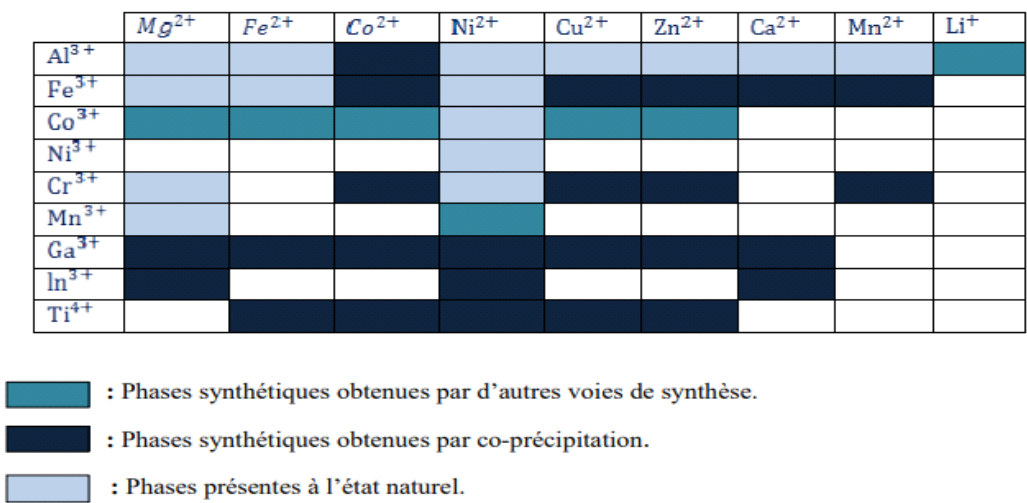 Mg²⁺ Fe²⁺ Co²⁺ Ni²⁺ Cu²⁺ Zn²⁺ Ca²⁺ Mn²⁺ Li⁺
Al³⁺
Fe³⁺
Co³⁺
Ni³⁺
Cr³⁺
Mn³⁺
Ga³⁺
In³⁺
Ti⁴⁺
: Phases synthétiques obtenues par d’autres voies de synthèse.
: Phases synthétiques obtenues par co-précipitation.
: Phases présentes à l’état naturel.